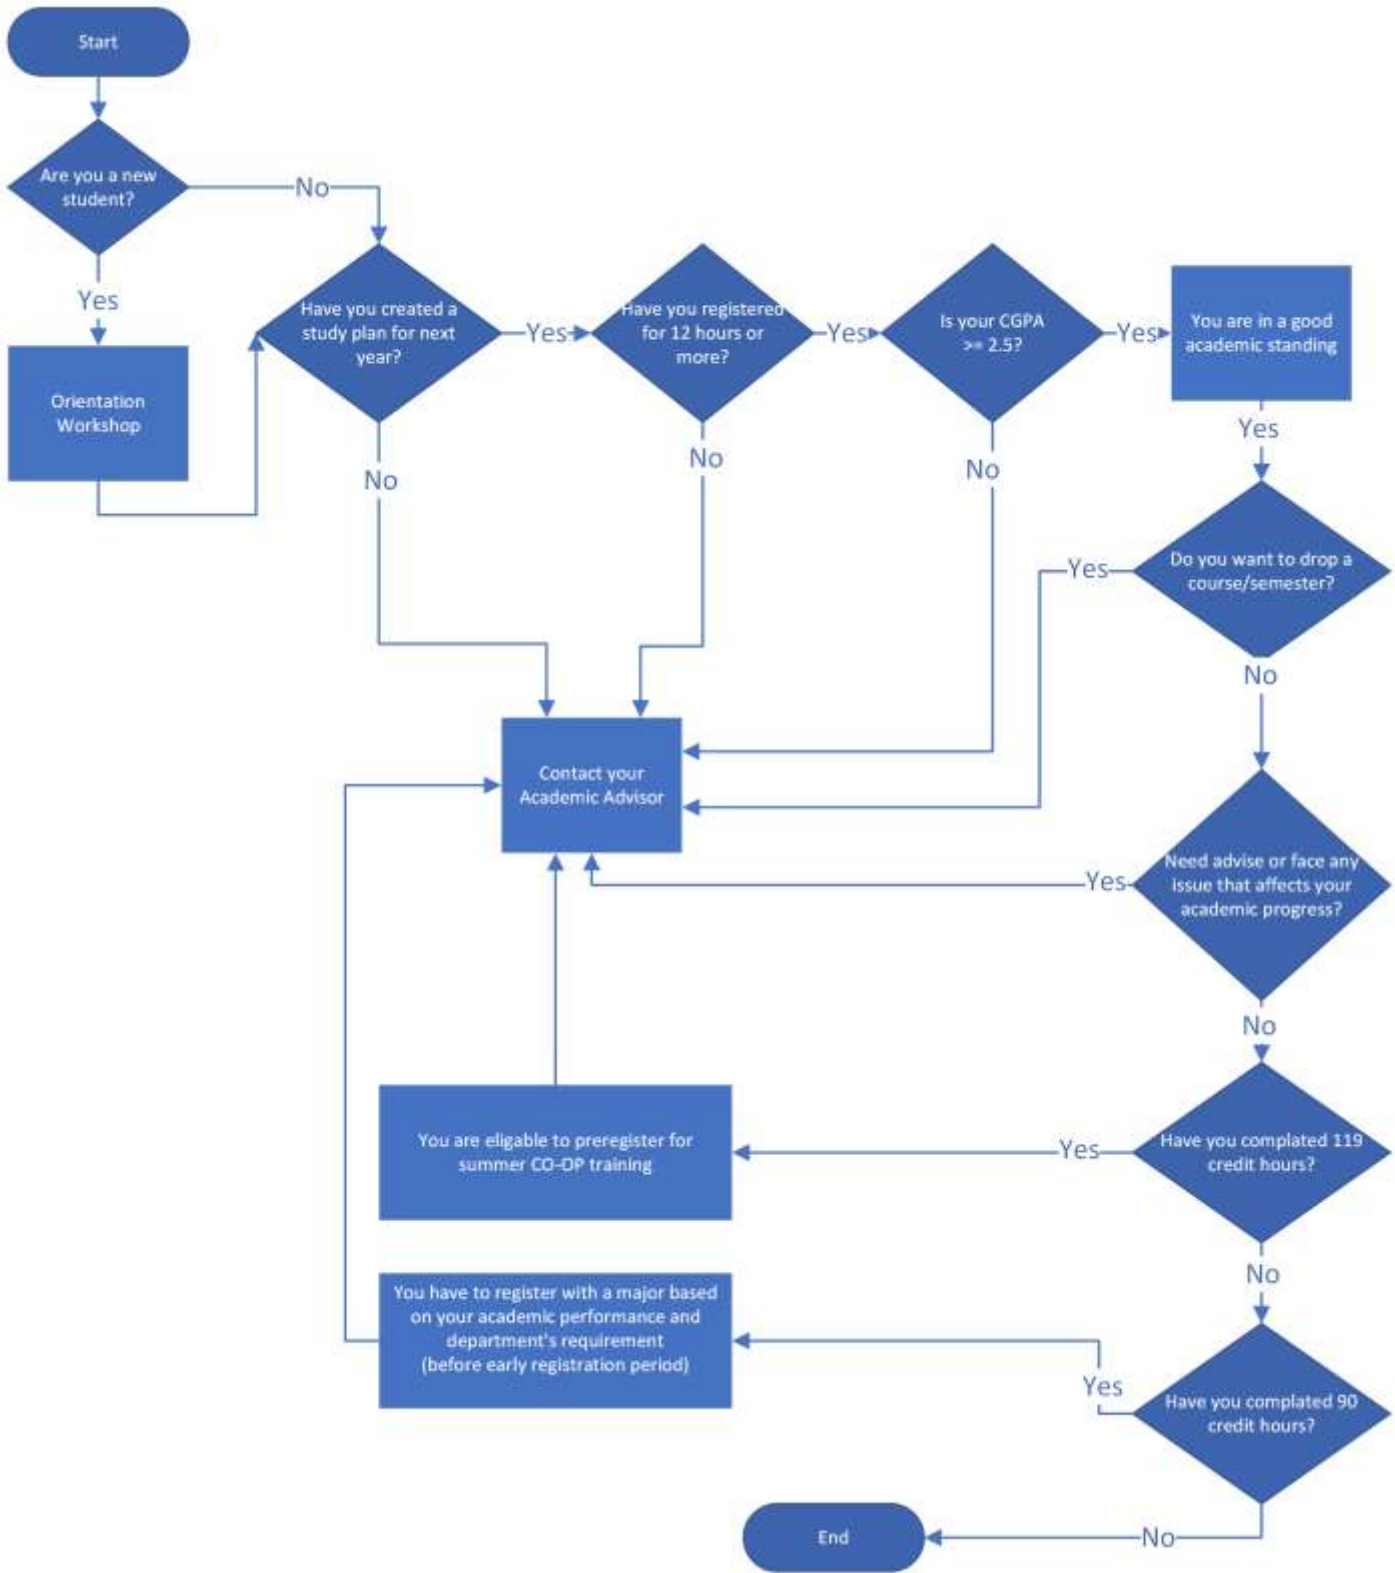 Start
Are you a new
student?
No
Yes
Orientation
Workshop
Have you created a
study plan for next
year?
Yes
No
Have you registered
for 12 hours or
more?
Yes
No
Is your CGPA
>= 2.5?
Yes
No
You are in a good
academic standing
Yes
Do you want to drop a
course/semester?
Yes
No
Contact your
Academic Advisor
Need advise or face any
issue that affects your
academic progress?
Yes
No
Have you complated 119
credit hours?
Yes
No
You are eligable to preregister for
summer CO-OP training
You have to register with a major based
on your academic performance and
department's requirement
(before early registration period)
Have you complated 90
credit hours?
Yes
No
End